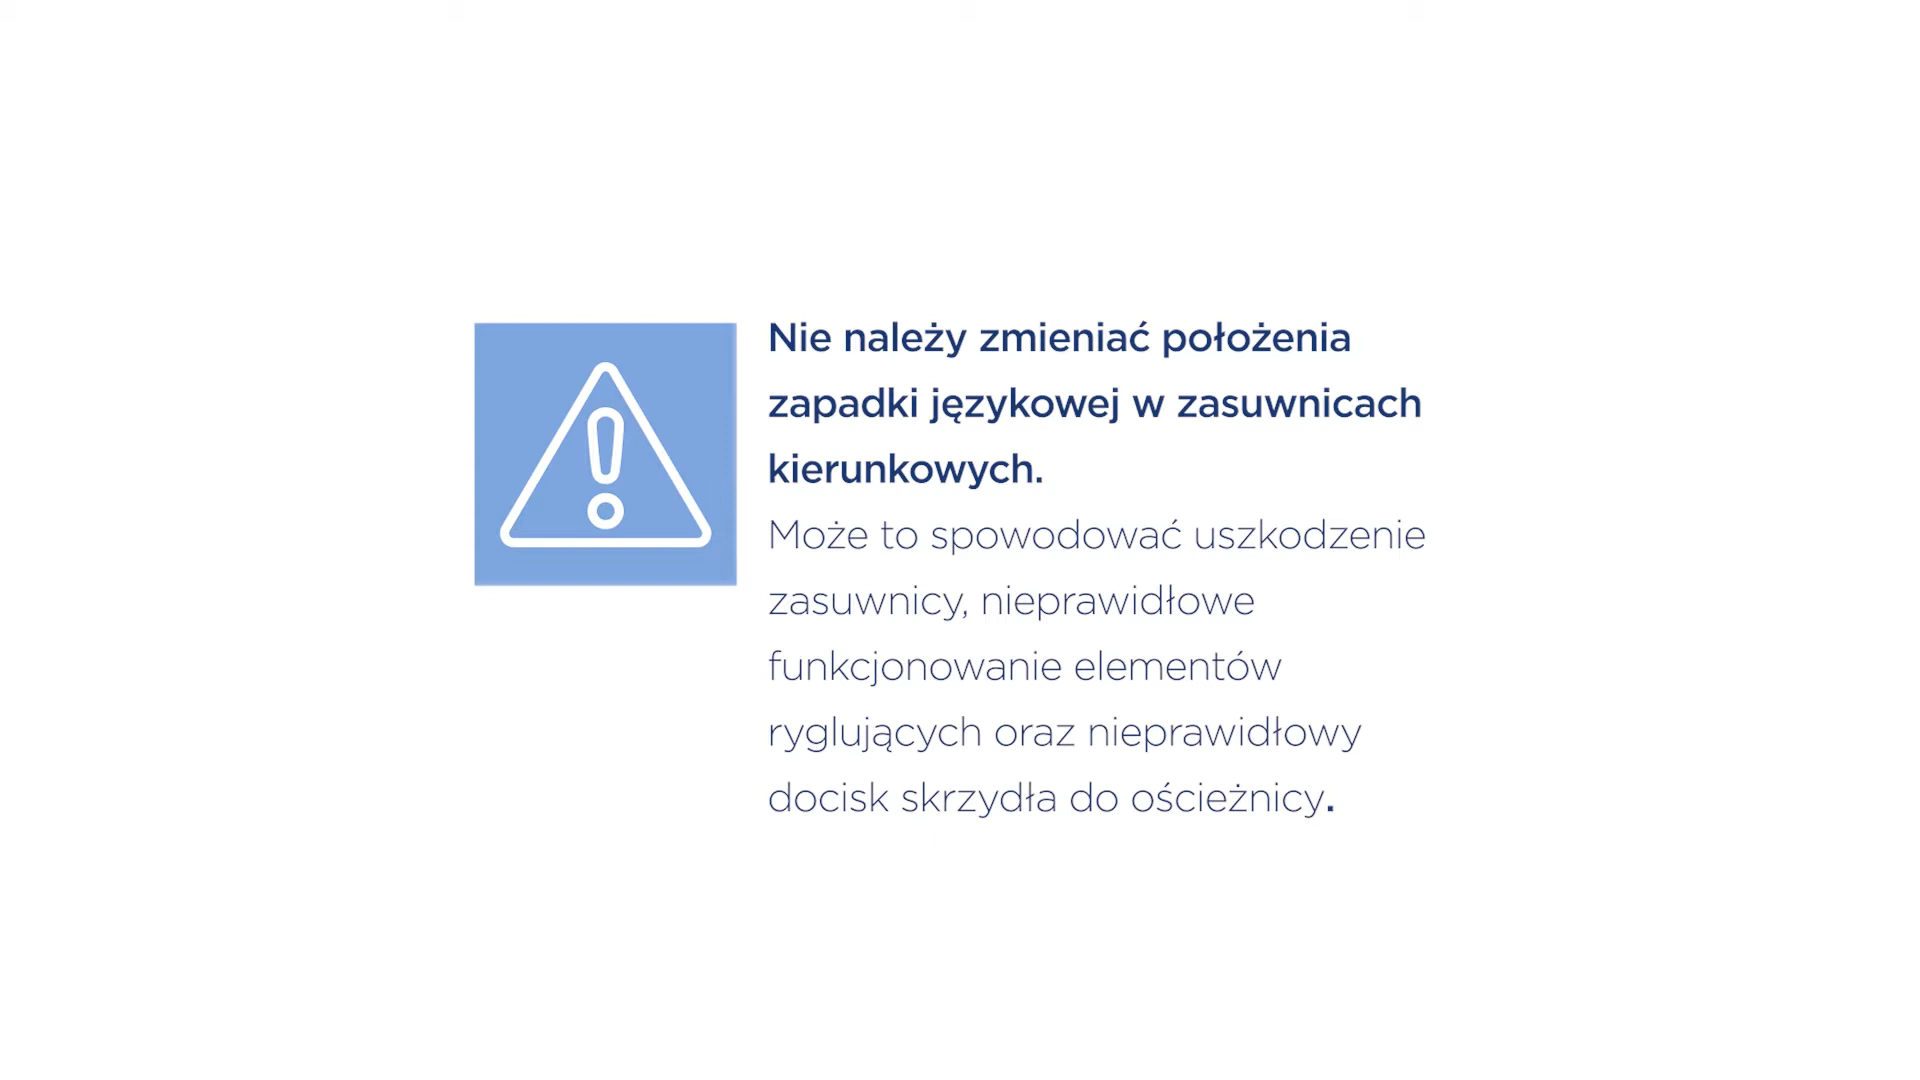 Nie należy zmieniać położenia
zapadki językowej w zasuwnicach
kierunkowych.
Może to spowodować uszkodzenie
zasuwnicy, nieprawidłowe
funkcjonowanie elementów
ryglujących oraz nieprawidłowy
docisk skrzydła do ościeżnicy.